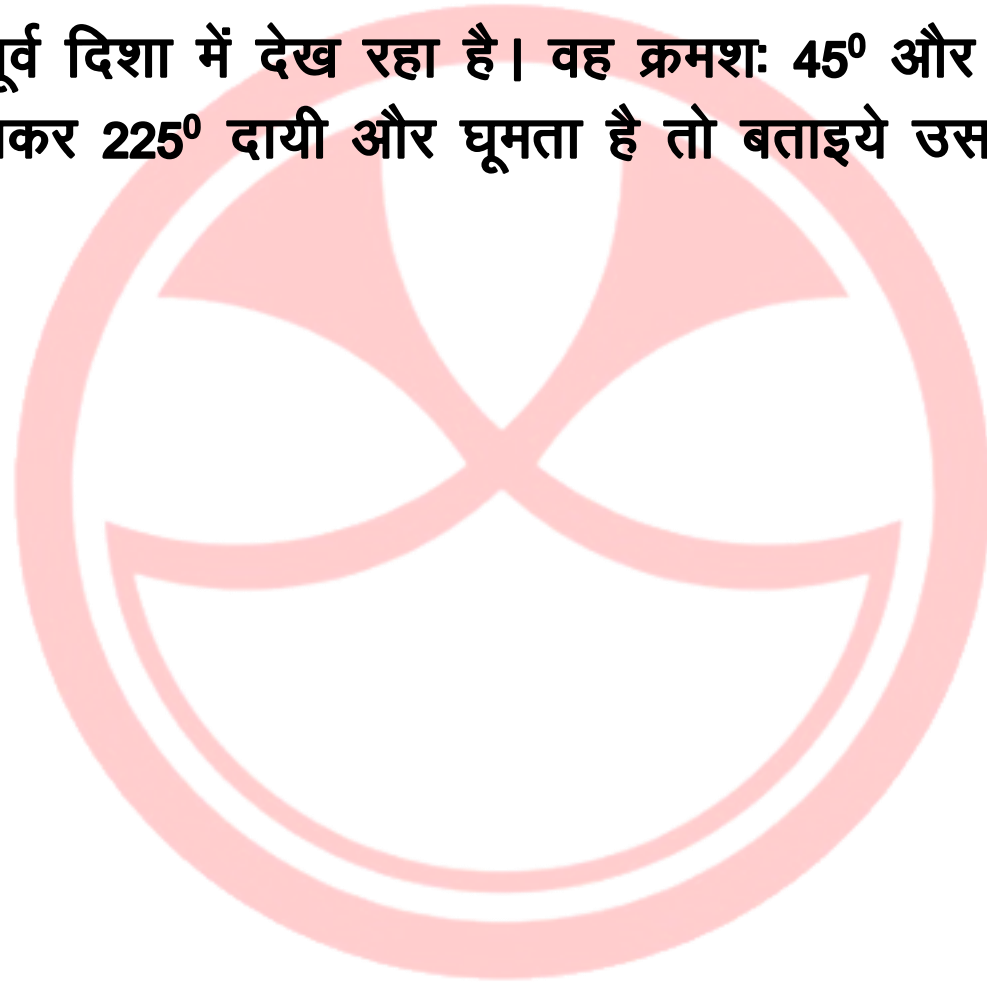 पूर्व दिशा में देख रहा है। वह क्रमशः 45⁰ और
कर 225⁰ दायी और घूमता है तो बताइये उस